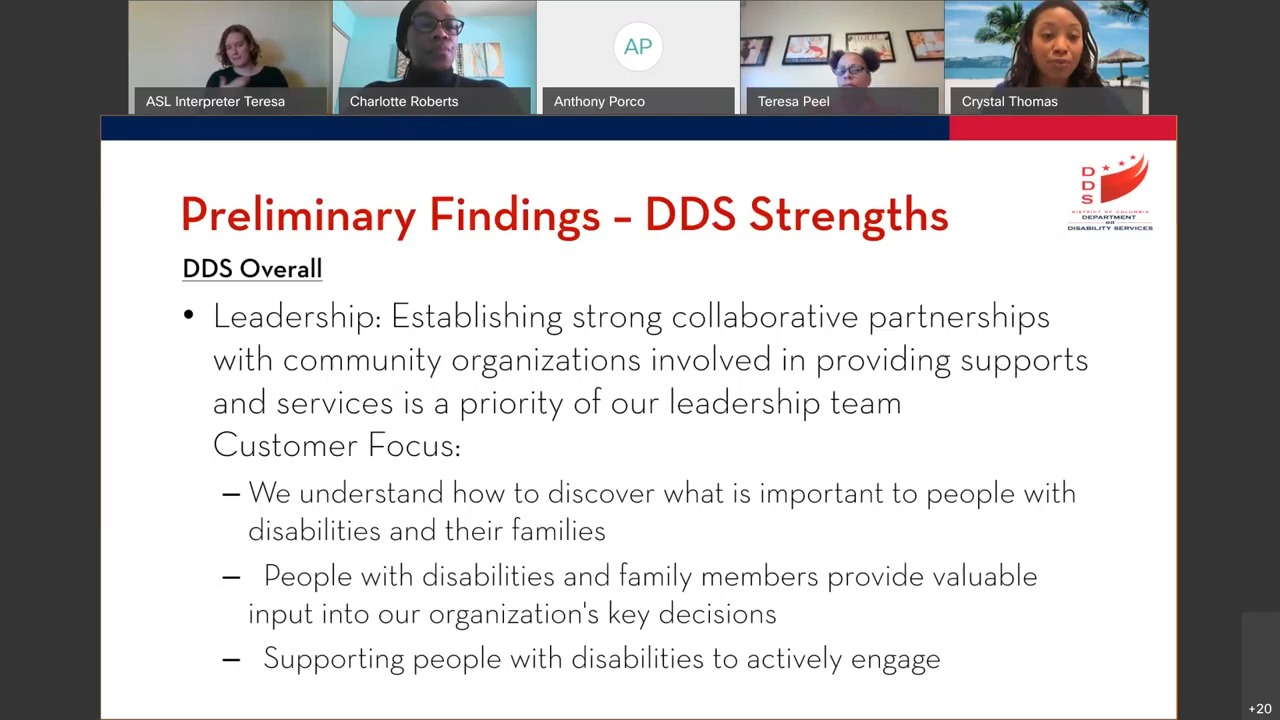 ASL Interpreter Teresa
Charlotte Roberts
AP
Anthony Porco
Teresa Peel
Crystal Thomas
Preliminary Findings – DDS Strengths
D
D
S
DISTRICT OF COLUMBIA
DEPARTMENT
on
DISABILITY SERVICES
DDS Overall
• Leadership: Establishing strong collaborative partnerships
with community organizations involved in providing supports
and services is a priority of our leadership team
Customer Focus:
– We understand how to discover what is important to people with
disabilities and their families
– People with disabilities and family members provide valuable
input into our organization's key decisions
– Supporting people with disabilities to actively engage
+20